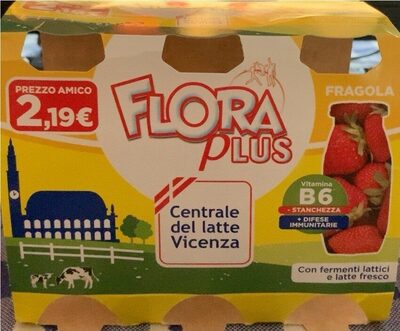 PREZZO AMICO
2,19€
FLORA
PLUS
FRAGOLA
Vitamina
B6
- STANCHEZZA
+ DIFESE
IMMUNITARIE
Centrale
del latte
Vicenza
Con fermenti lattici
e latte fresco